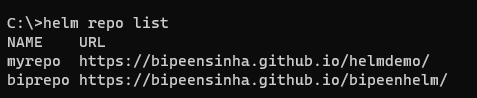 C:\>helm repo list
NAME    URL
myrepo  https://bipeensinha.github.io/helmdemo/
biprepo https://bipeensinha.github.io/bipeenhelm/